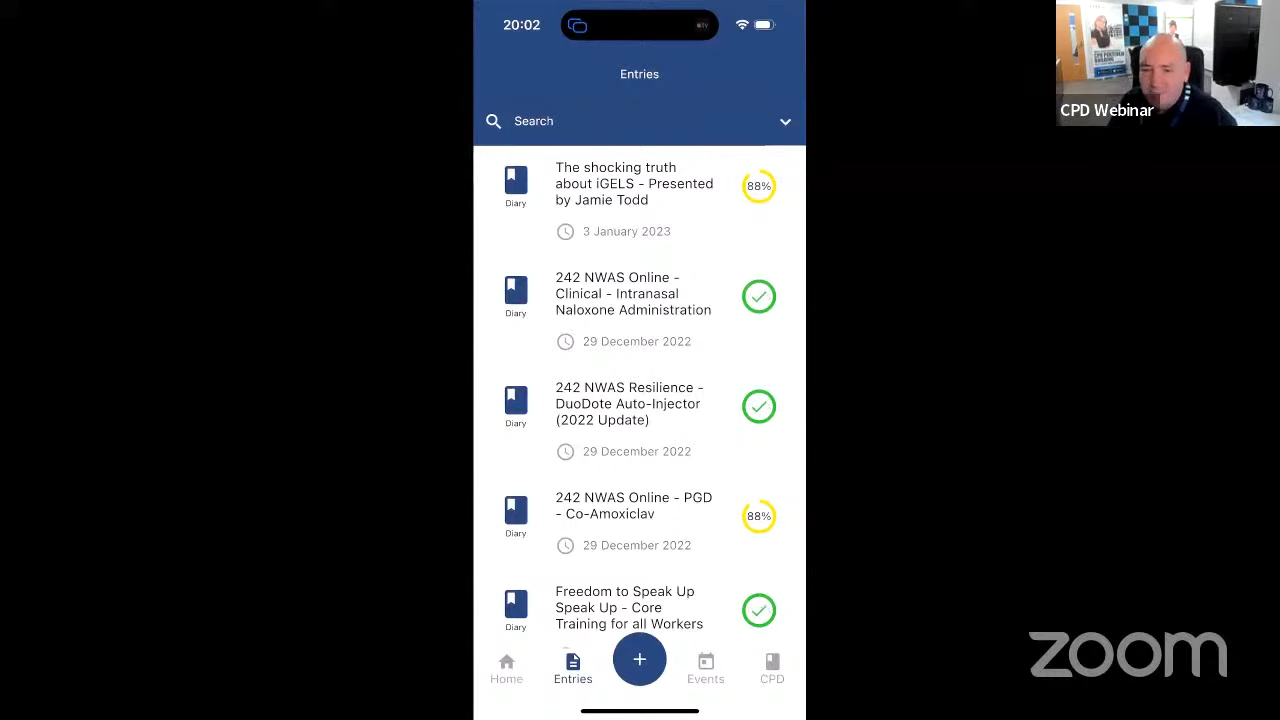 20:02
tv
Entries
Search
The shocking truth
about iGELS - Presented
by Jamie Todd
88%
Diary
3 January 2023
242 NWAS Online -
Clinical - Intranasal
Naloxone Administration
Diary
29 December 2022
242 NWAS Resilience -
DuoDote Auto-Injector
(2022 Update)
Diary
29 December 2022
242 NWAS Online - PGD
- Co-Amoxiclav
88%
Diary
29 December 2022
Freedom to Speak Up
Speak Up - Core
Training for all Workers
Diary
+
Home
Entries
Events
CPD
CPD Webinar
zoom